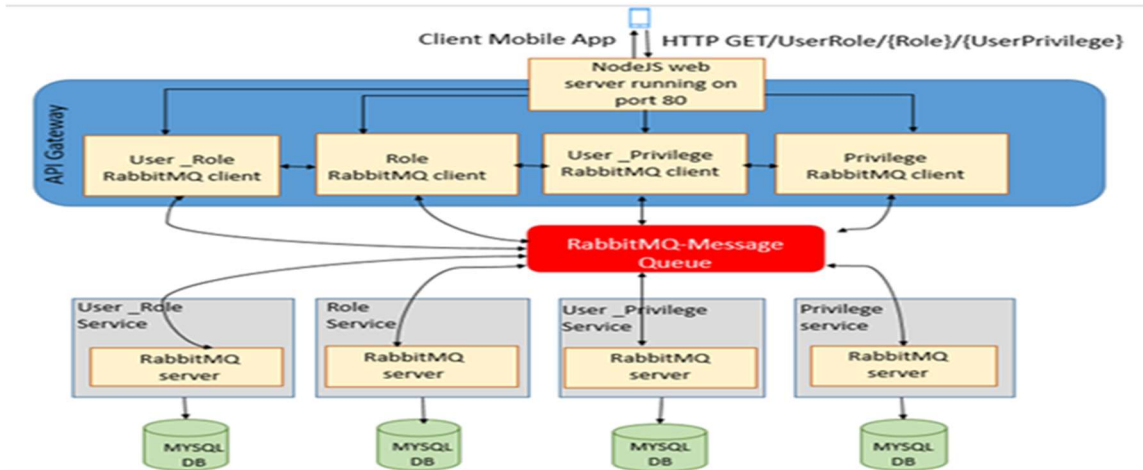 Client Mobile App
HTTP GET/UserRole/{Role}/{UserPrivilege}
NodeJS web
server running on
port 80
API Gateway
User _Role
RabbitMQ client
Role
RabbitMQ client
User _Privilege
RabbitMQ client
Privilege
RabbitMQ client
RabbitMQ-Message
Queue
User _Role
Service
RabbitMQ
server
Role
Service
RabbitMQ
server
User _Privilege
Service
RabbitMQ
server
Privilege
service
RabbitMQ
server
MYSQL
DB
MYSQL
DB
MYSQL
DB
MYSQL
DB